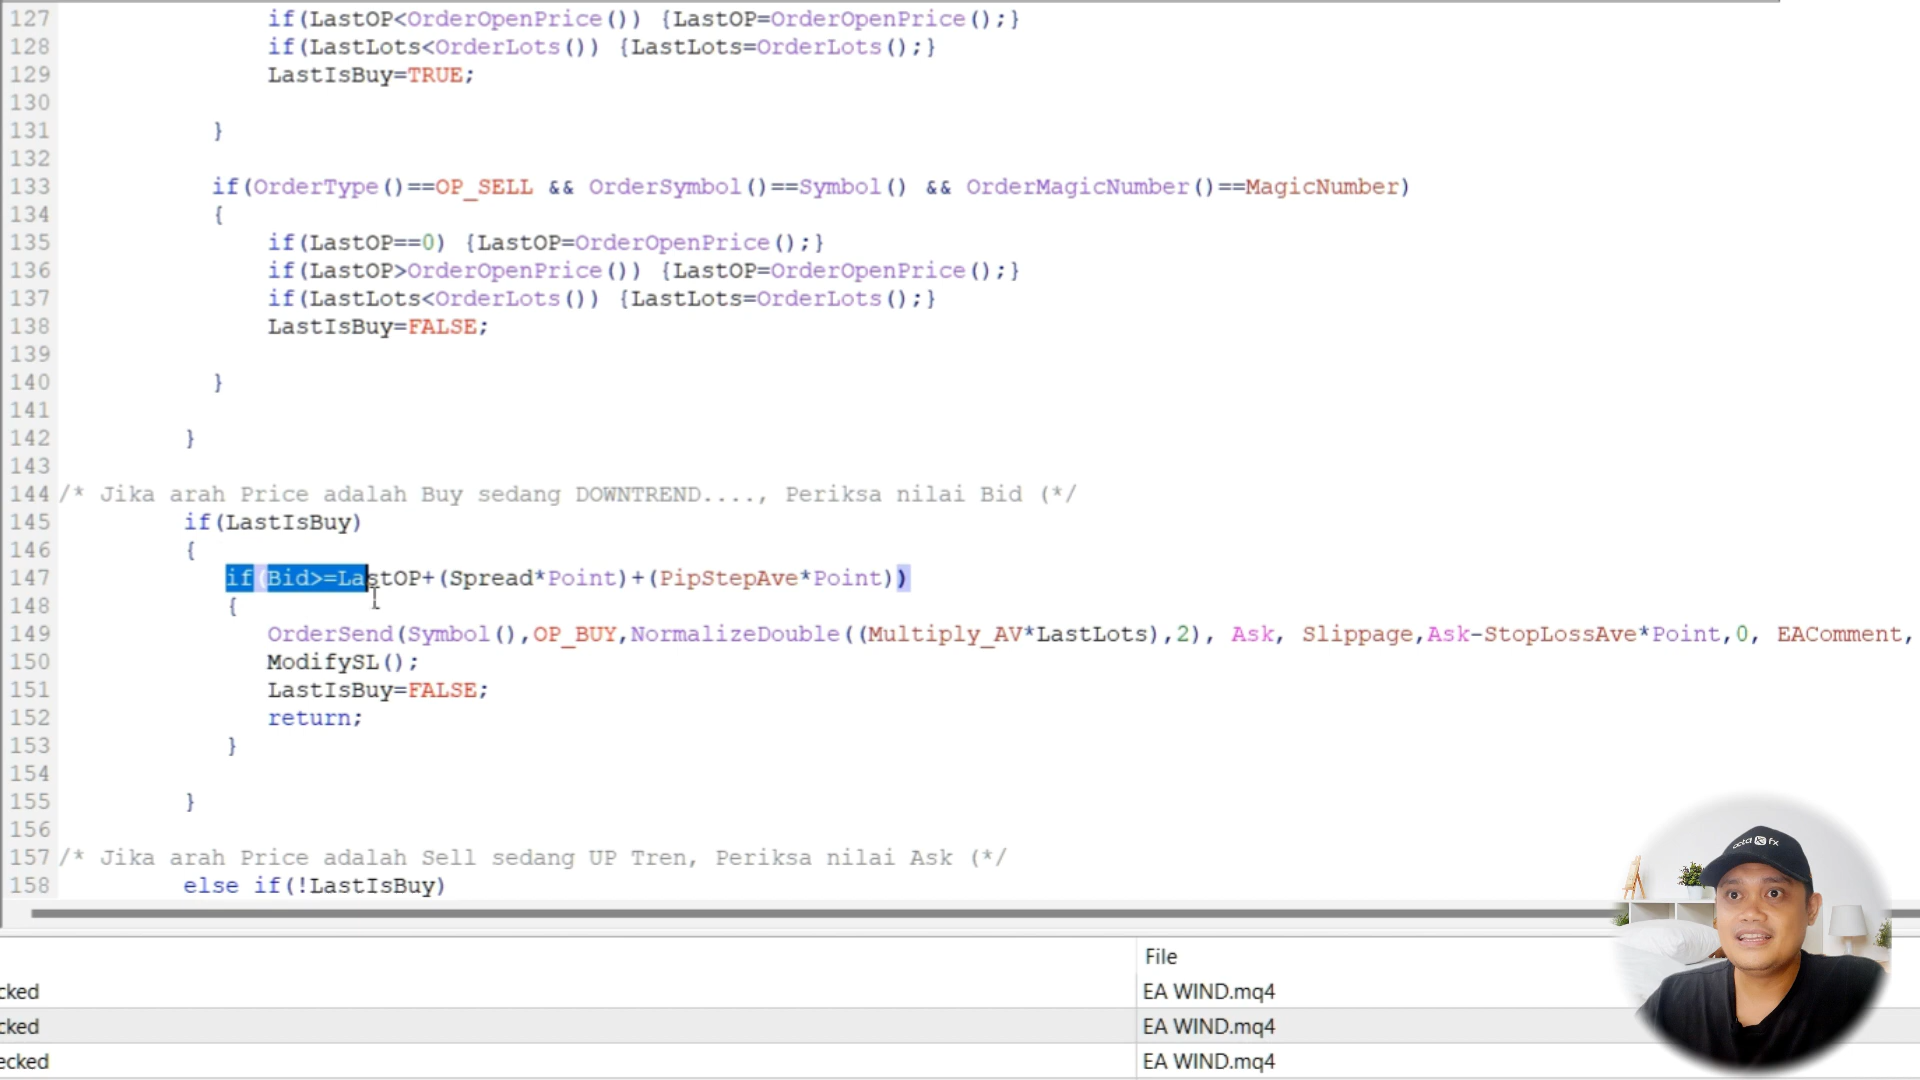 127 if(LastOP<OrderOpenPrice()) {LastOP=OrderOpenPrice();}
128 if(LastLots<OrderLots()) {LastLots=OrderLots();}
129 LastIsBuy=TRUE;
130
131 }
132
133 if(OrderType()==OP_SELL && OrderSymbol()==Symbol() && OrderMagicNumber()==MagicNumber)
134 {
135 if(LastOP==0) {LastOP=OrderOpenPrice();}
136 if(LastOP>OrderOpenPrice()) {LastOP=OrderOpenPrice();}
137 if(LastLots<OrderLots()) {LastLots=OrderLots();}
138 LastIsBuy=FALSE;
139
140 }
141
142 }
143
144 /* Jika arah Price adalah Buy sedang DOWNTREND...., Periksa nilai Bid (*/
145 if(LastIsBuy)
146 {
147 if(Bid>=LastOP+(Spread*Point)+(PipStepAve*Point))
148 {
149 OrderSend(Symbol(),OP_BUY,NormalizeDouble((Multiply_AV*LastLots),2), Ask, Slippage,Ask-StopLossAve*Point,0, EAComment,
150 ModifySL();
151 LastIsBuy=FALSE;
152 return;
153 }
154
155 }
156
157 /* Jika arah Price adalah Sell sedang UP Tren, Periksa nilai Ask (*/
158 else if(!LastIsBuy)
File
cked EA WIND.mq4
cked EA WIND.mq4
ecked EA WIND.mq4